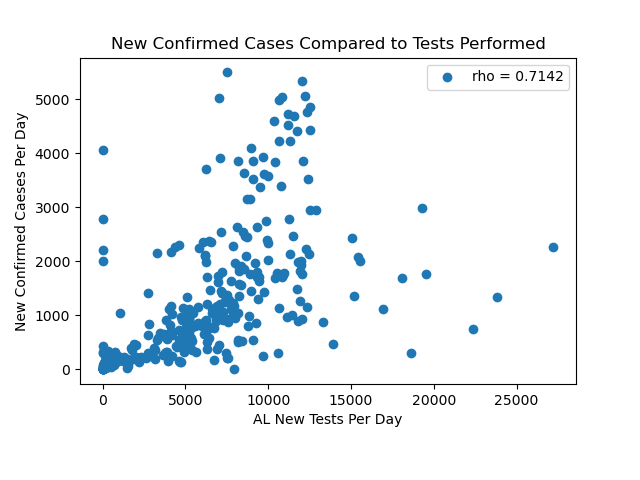 New Confirmed Cases Compared to Tests Performed
rho = 0.7142
New Confirmed Caeses Per Day
5000
4000
3000
2000
1000
0
0 5000 10000 15000 20000 25000
AL New Tests Per Day